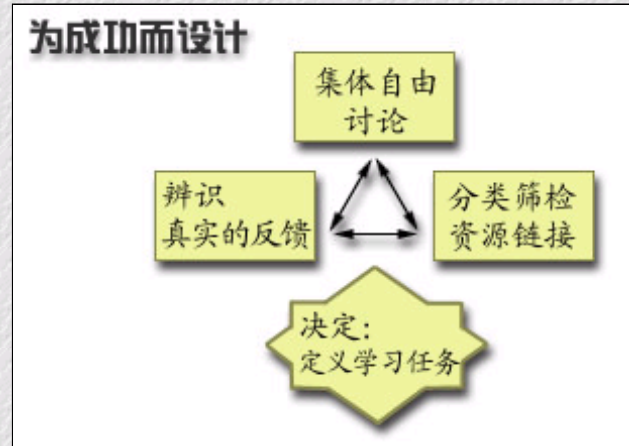 为成功而设计
集体自由
讨论
辨识
真实的反馈
分类筛检
资源链接
决定:
定义学习任务